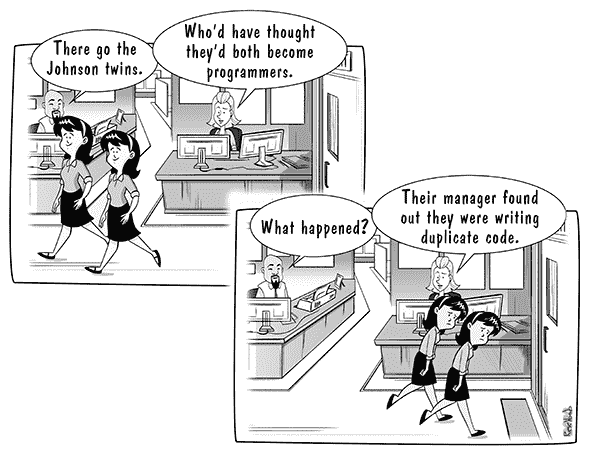 There go the
Johnson twins.
Who'd have thought
they'd both become
programmers.
What happened?
Their manager found
out they were writing
duplicate code.